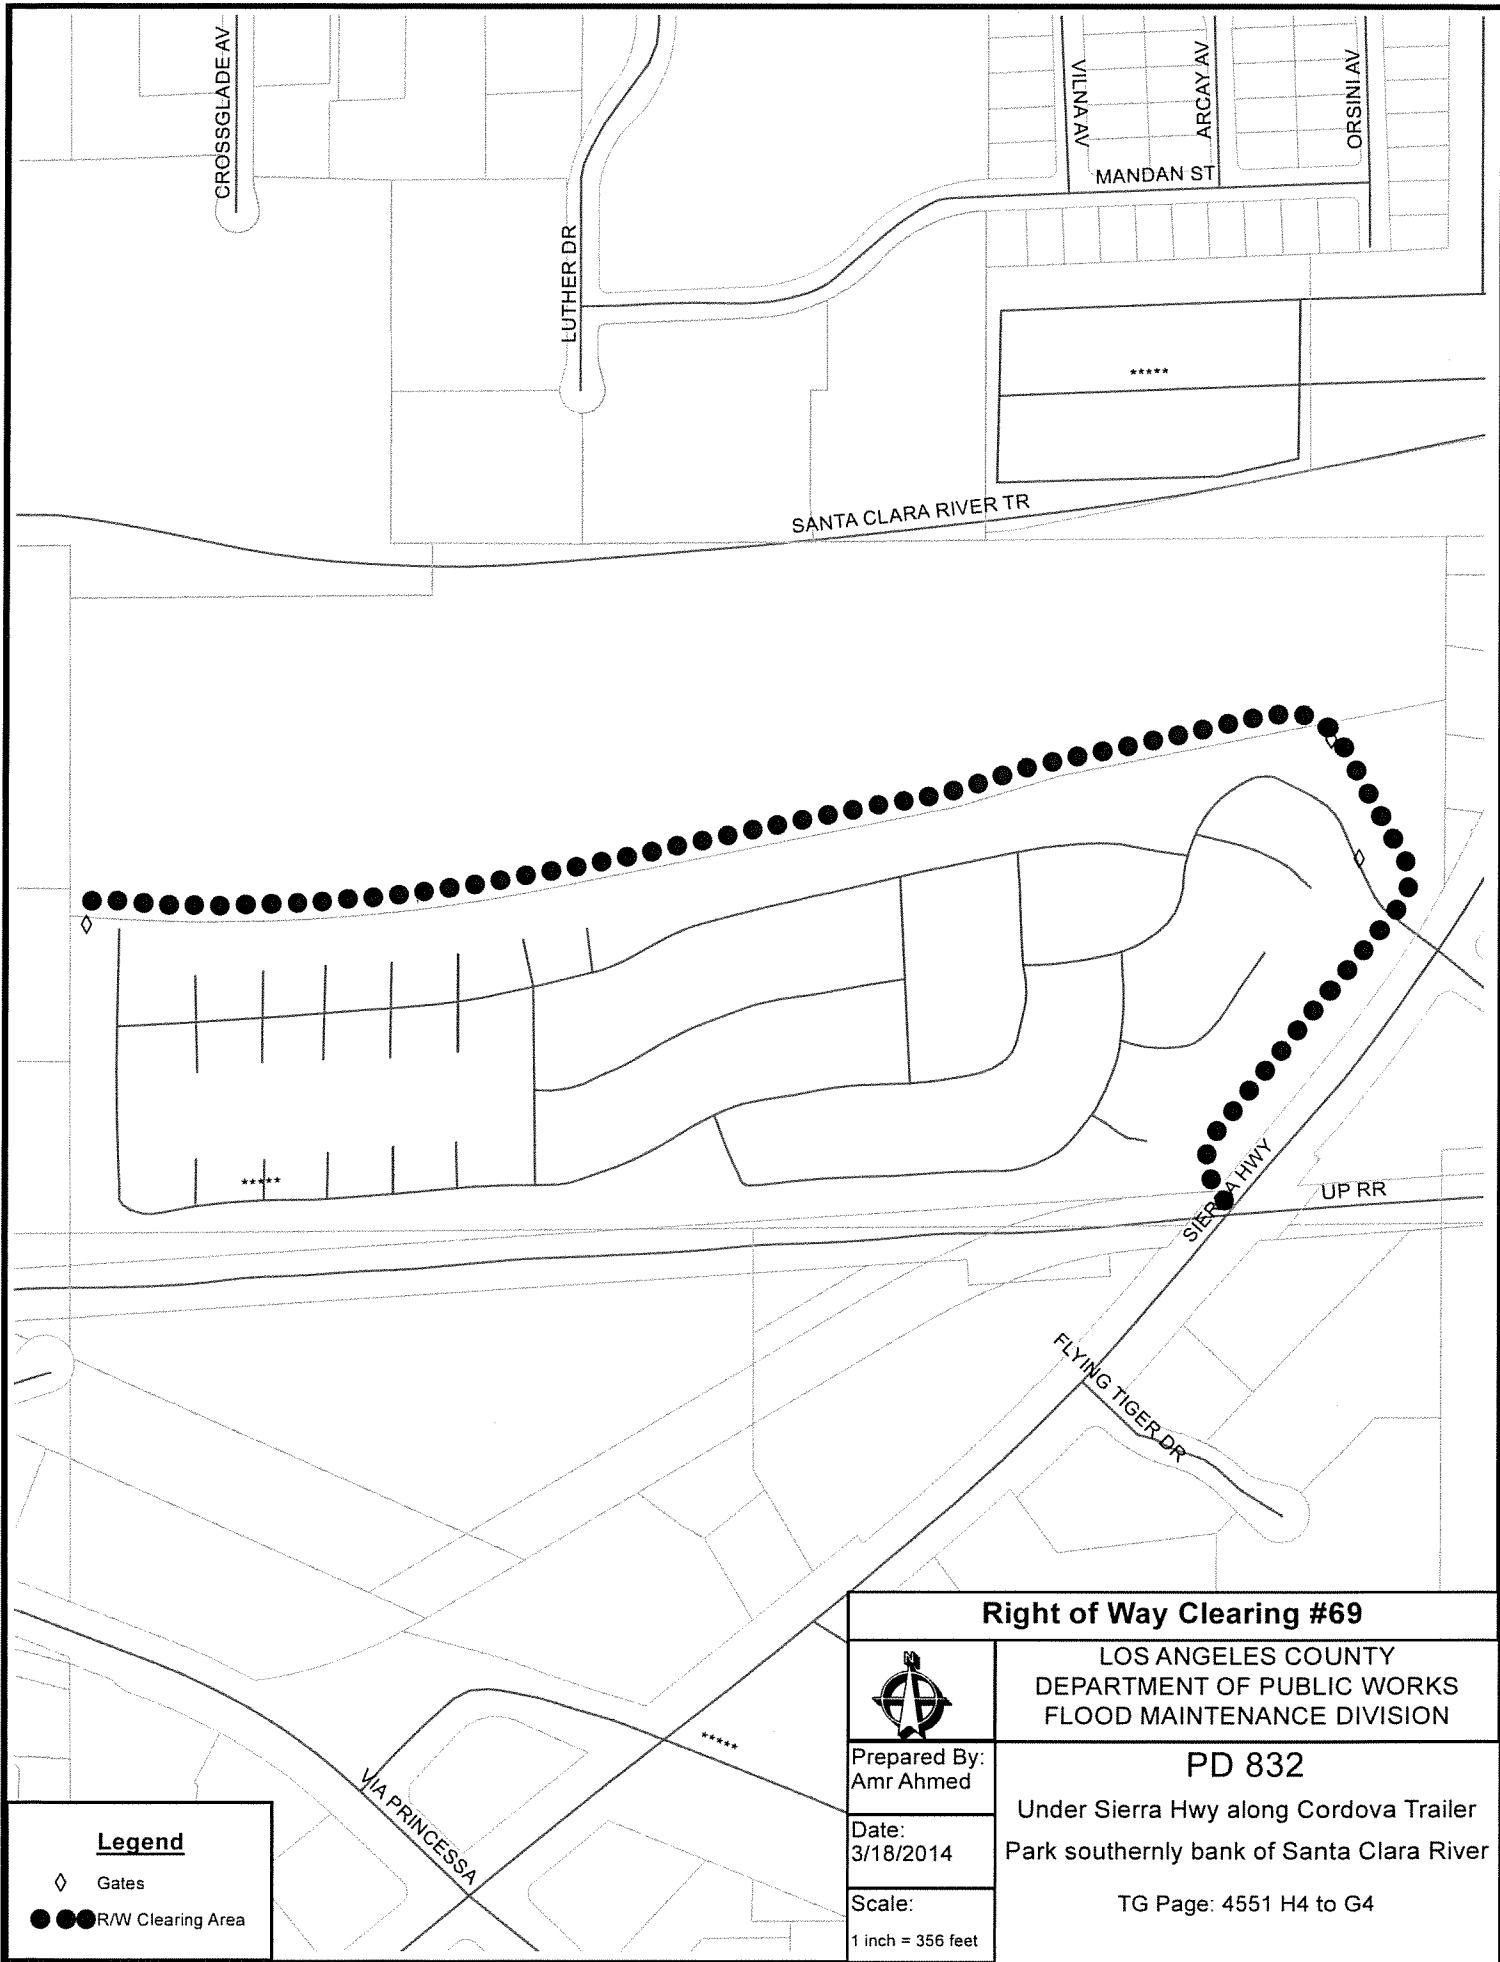 CROSSGLADE AV
LUTHER DR
VILNA AV
ARCAY AV
ORSINI AV
MANDAN ST
*****
SANTA CLARA RIVER TR
*****
SIERRA HWY
UP RR
FLYING TIGER DR
*****
VIA PRINCESSA
Right of Way Clearing #69
N
LOS ANGELES COUNTY
DEPARTMENT OF PUBLIC WORKS
FLOOD MAINTENANCE DIVISION
Prepared By:
Amr Ahmed
Date:
3/18/2014
Scale:
1 inch = 356 feet
PD 832
Under Sierra Hwy along Cordova Trailer
Park southernly bank of Santa Clara River
TG Page: 4551 H4 to G4
Legend
Gates
R/W Clearing Area